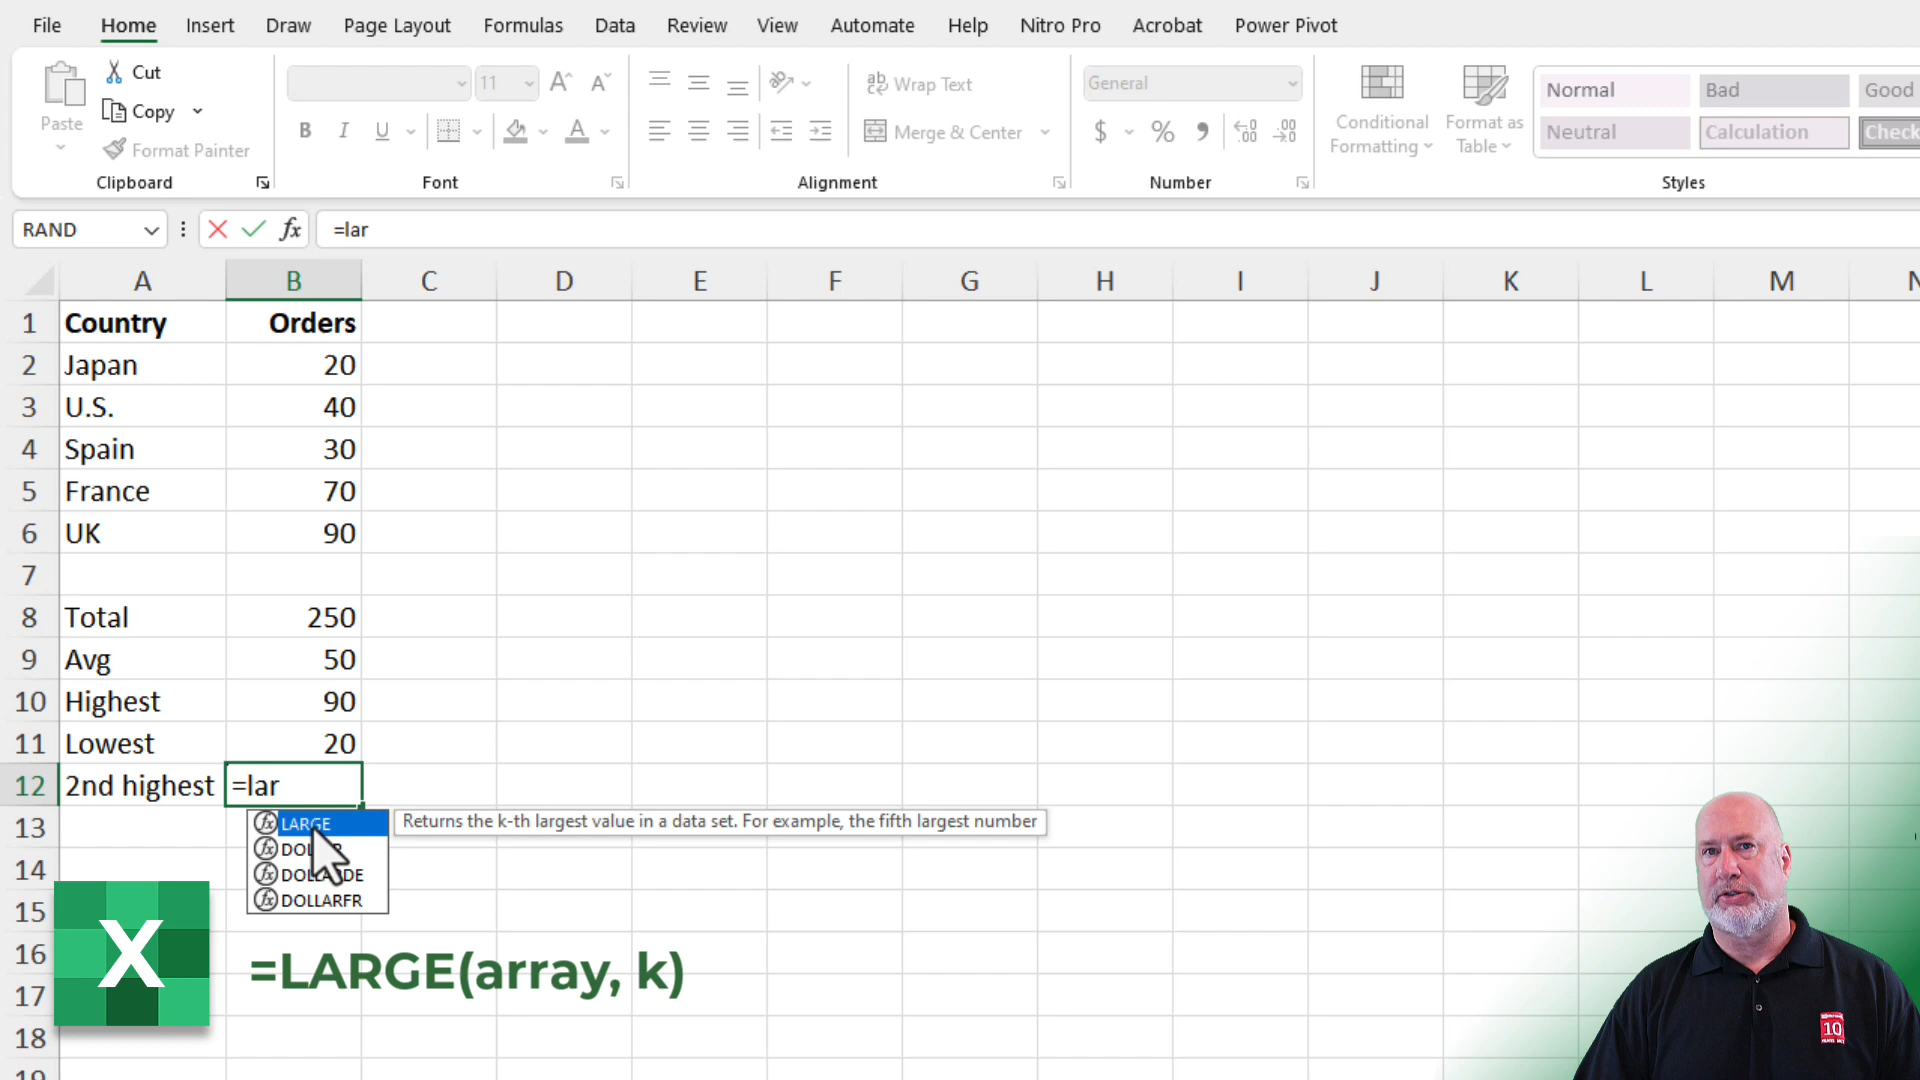 File Home Insert Draw Page Layout Formulas Data Review View Automate Help Nitro Pro Acrobat Power Pivot
Paste
Cut
Copy
Format Painter
Clipboard
11
B I U
Font
Wrap Text
Merge & Center
Alignment
General
$ %
Number
Conditional Formatting
Format as Table
Normal Bad Good
Neutral Calculation Check
Styles
RAND fx =lar
A B C D E F G H I J K L M N
1 Country Orders
2 Japan 20
3 U.S. 40
4 Spain 30
5 France 70
6 UK 90
7
8 Total 250
9 Avg 50
10 Highest 90
11 Lowest 20
12 2nd highest =lar
13 LARGE Returns the k-th largest value in a data set. For example, the fifth largest number
14 DOLLARDE
DOLLARFR
15
16
X =LARGE(array, k)
17
18
19
10